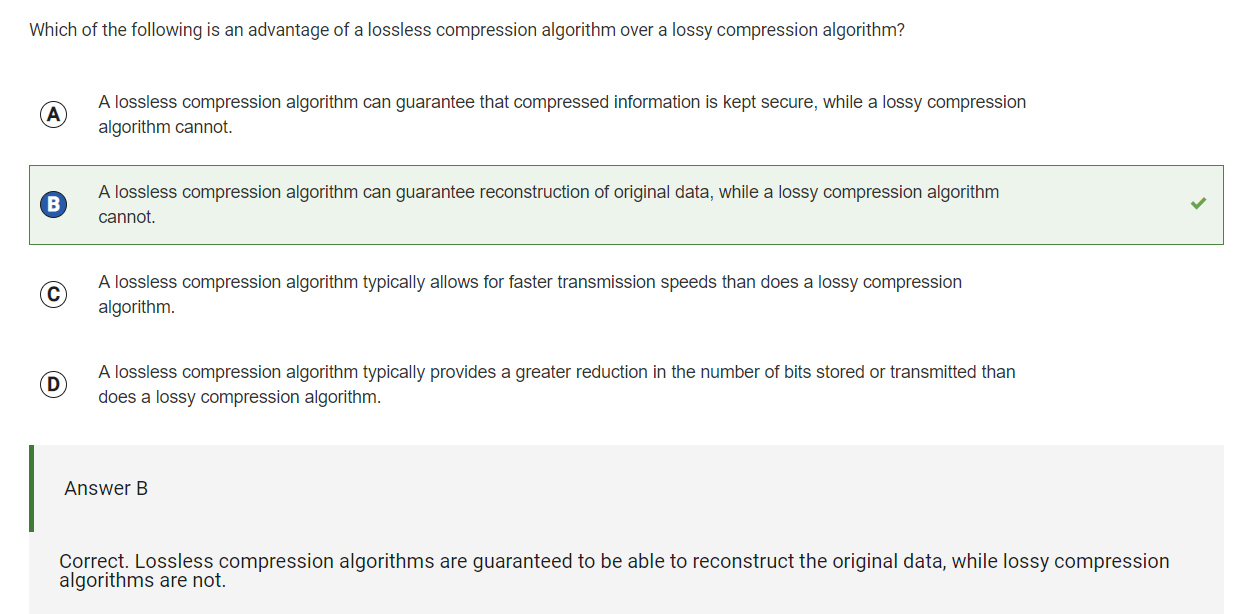 Which of the following is an advantage of a lossless compression algorithm over a lossy compression algorithm?
A
A lossless compression algorithm can guarantee that compressed information is kept secure, while a lossy compression
algorithm cannot.
B
A lossless compression algorithm can guarantee reconstruction of original data, while a lossy compression algorithm
cannot.
C
A lossless compression algorithm typically allows for faster transmission speeds than does a lossy compression
algorithm.
D
A lossless compression algorithm typically provides a greater reduction in the number of bits stored or transmitted than
does a lossy compression algorithm.
Answer B
Correct. Lossless compression algorithms are guaranteed to be able to reconstruct the original data, while lossy compression
algorithms are not.